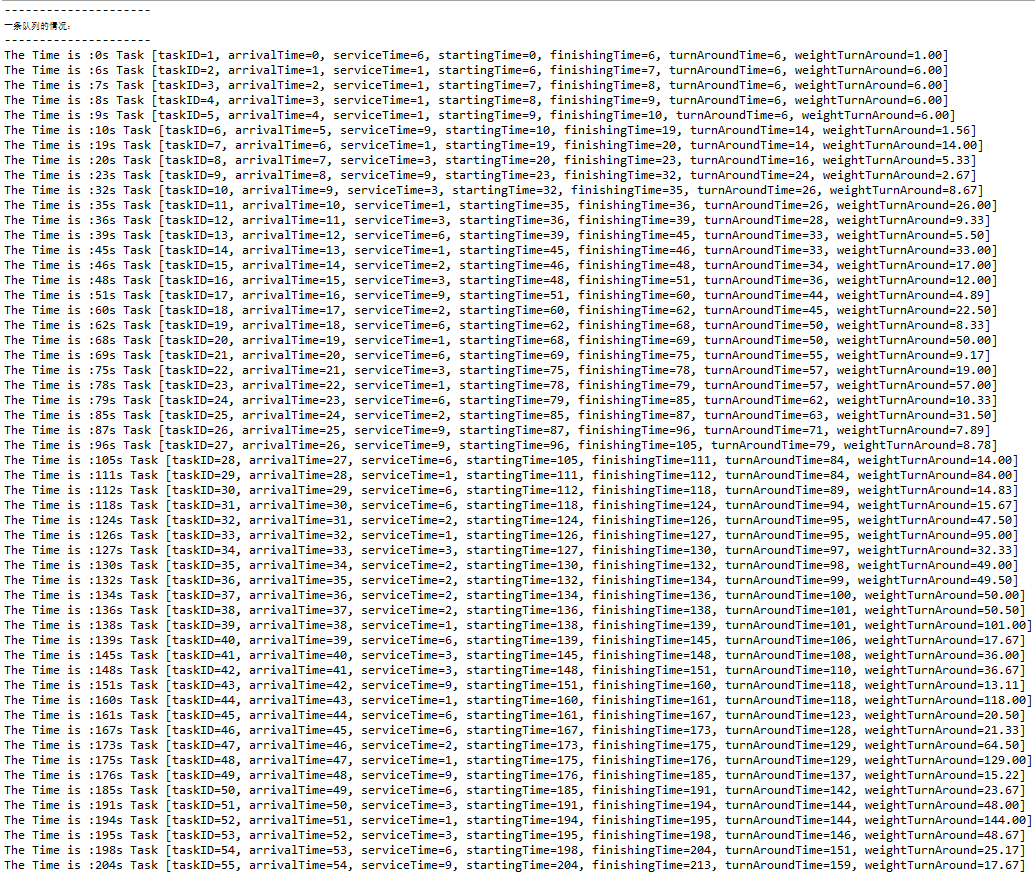 ---------------------
一条队列的情况:
---------------------
The Time is :0s Task [taskID=1, arrivalTime=0, serviceTime=6, startingTime=0, finishingTime=6, turnAroundTime=6, weightTurnAround=1.00]
The Time is :6s Task [taskID=2, arrivalTime=1, serviceTime=1, startingTime=6, finishingTime=7, turnAroundTime=6, weightTurnAround=6.00]
The Time is :7s Task [taskID=3, arrivalTime=2, serviceTime=1, startingTime=7, finishingTime=8, turnAroundTime=6, weightTurnAround=6.00]
The Time is :8s Task [taskID=4, arrivalTime=3, serviceTime=1, startingTime=8, finishingTime=9, turnAroundTime=6, weightTurnAround=6.00]
The Time is :9s Task [taskID=5, arrivalTime=4, serviceTime=1, startingTime=9, finishingTime=10, turnAroundTime=6, weightTurnAround=6.00]
The Time is :10s Task [taskID=6, arrivalTime=5, serviceTime=9, startingTime=10, finishingTime=19, turnAroundTime=14, weightTurnAround=1.56]
The Time is :19s Task [taskID=7, arrivalTime=6, serviceTime=1, startingTime=19, finishingTime=20, turnAroundTime=14, weightTurnAround=14.00]
The Time is :20s Task [taskID=8, arrivalTime=7, serviceTime=3, startingTime=20, finishingTime=23, turnAroundTime=16, weightTurnAround=5.33]
The Time is :23s Task [taskID=9, arrivalTime=8, serviceTime=9, startingTime=23, finishingTime=32, turnAroundTime=24, weightTurnAround=2.67]
The Time is :32s Task [taskID=10, arrivalTime=9, serviceTime=3, startingTime=32, finishingTime=35, turnAroundTime=26, weightTurnAround=8.67]
The Time is :35s Task [taskID=11, arrivalTime=10, serviceTime=1, startingTime=35, finishingTime=36, turnAroundTime=26, weightTurnAround=26.00]
The Time is :36s Task [taskID=12, arrivalTime=11, serviceTime=3, startingTime=36, finishingTime=39, turnAroundTime=28, weightTurnAround=9.33]
The Time is :39s Task [taskID=13, arrivalTime=12, serviceTime=6, startingTime=39, finishingTime=45, turnAroundTime=33, weightTurnAround=5.50]
The Time is :45s Task [taskID=14, arrivalTime=13, serviceTime=1, startingTime=45, finishingTime=46, turnAroundTime=33, weightTurnAround=33.00]
The Time is :46s Task [taskID=15, arrivalTime=14, serviceTime=2, startingTime=46, finishingTime=48, turnAroundTime=34, weightTurnAround=17.00]
The Time is :48s Task [taskID=16, arrivalTime=15, serviceTime=3, startingTime=48, finishingTime=51, turnAroundTime=36, weightTurnAround=12.00]
The Time is :51s Task [taskID=17, arrivalTime=16, serviceTime=9, startingTime=51, finishingTime=60, turnAroundTime=44, weightTurnAround=4.89]
The Time is :60s Task [taskID=18, arrivalTime=17, serviceTime=2, startingTime=60, finishingTime=62, turnAroundTime=45, weightTurnAround=22.50]
The Time is :62s Task [taskID=19, arrivalTime=18, serviceTime=6, startingTime=62, finishingTime=68, turnAroundTime=50, weightTurnAround=8.33]
The Time is :68s Task [taskID=20, arrivalTime=19, serviceTime=1, startingTime=68, finishingTime=69, turnAroundTime=50, weightTurnAround=50.00]
The Time is :69s Task [taskID=21, arrivalTime=20, serviceTime=6, startingTime=69, finishingTime=75, turnAroundTime=55, weightTurnAround=9.17]
The Time is :75s Task [taskID=22, arrivalTime=21, serviceTime=3, startingTime=75, finishingTime=78, turnAroundTime=57, weightTurnAround=19.00]
The Time is :78s Task [taskID=23, arrivalTime=22, serviceTime=1, startingTime=78, finishingTime=79, turnAroundTime=57, weightTurnAround=57.00]
The Time is :79s Task [taskID=24, arrivalTime=23, serviceTime=6, startingTime=79, finishingTime=85, turnAroundTime=62, weightTurnAround=10.33]
The Time is :85s Task [taskID=25, arrivalTime=24, serviceTime=2, startingTime=85, finishingTime=87, turnAroundTime=63, weightTurnAround=31.50]
The Time is :87s Task [taskID=26, arrivalTime=25, serviceTime=9, startingTime=87, finishingTime=96, turnAroundTime=71, weightTurnAround=7.89]
The Time is :96s Task [taskID=27, arrivalTime=26, serviceTime=9, startingTime=96, finishingTime=105, turnAroundTime=79, weightTurnAround=8.78]
The Time is :105s Task [taskID=28, arrivalTime=27, serviceTime=6, startingTime=105, finishingTime=111, turnAroundTime=84, weightTurnAround=14.00]
The Time is :111s Task [taskID=29, arrivalTime=28, serviceTime=1, startingTime=111, finishingTime=112, turnAroundTime=84, weightTurnAround=84.00]
The Time is :112s Task [taskID=30, arrivalTime=29, serviceTime=6, startingTime=112, finishingTime=118, turnAroundTime=89, weightTurnAround=14.83]
The Time is :118s Task [taskID=31, arrivalTime=30, serviceTime=6, startingTime=118, finishingTime=124, turnAroundTime=94, weightTurnAround=15.67]
The Time is :124s Task [taskID=32, arrivalTime=31, serviceTime=2, startingTime=124, finishingTime=126, turnAroundTime=95, weightTurnAround=47.50]
The Time is :126s Task [taskID=33, arrivalTime=32, serviceTime=1, startingTime=126, finishingTime=127, turnAroundTime=95, weightTurnAround=95.00]
The Time is :127s Task [taskID=34, arrivalTime=33, serviceTime=3, startingTime=127, finishingTime=130, turnAroundTime=97, weightTurnAround=32.33]
The Time is :130s Task [taskID=35, arrivalTime=34, serviceTime=2, startingTime=130, finishingTime=132, turnAroundTime=98, weightTurnAround=49.00]
The Time is :132s Task [taskID=36, arrivalTime=35, serviceTime=2, startingTime=132, finishingTime=134, turnAroundTime=99, weightTurnAround=49.50]
The Time is :134s Task [taskID=37, arrivalTime=36, serviceTime=2, startingTime=134, finishingTime=136, turnAroundTime=100, weightTurnAround=50.00]
The Time is :136s Task [taskID=38, arrivalTime=37, serviceTime=2, startingTime=136, finishingTime=138, turnAroundTime=101, weightTurnAround=50.50]
The Time is :138s Task [taskID=39, arrivalTime=38, serviceTime=1, startingTime=138, finishingTime=139, turnAroundTime=101, weightTurnAround=101.00]
The Time is :139s Task [taskID=40, arrivalTime=39, serviceTime=6, startingTime=139, finishingTime=145, turnAroundTime=106, weightTurnAround=17.67]
The Time is :145s Task [taskID=41, arrivalTime=40, serviceTime=3, startingTime=145, finishingTime=148, turnAroundTime=108, weightTurnAround=36.00]
The Time is :148s Task [taskID=42, arrivalTime=41, serviceTime=3, startingTime=148, finishingTime=151, turnAroundTime=110, weightTurnAround=36.67]
The Time is :151s Task [taskID=43, arrivalTime=42, serviceTime=9, startingTime=151, finishingTime=160, turnAroundTime=118, weightTurnAround=13.11]
The Time is :160s Task [taskID=44, arrivalTime=43, serviceTime=1, startingTime=160, finishingTime=161, turnAroundTime=118, weightTurnAround=118.00]
The Time is :161s Task [taskID=45, arrivalTime=44, serviceTime=6, startingTime=161, finishingTime=167, turnAroundTime=123, weightTurnAround=20.50]
The Time is :167s Task [taskID=46, arrivalTime=45, serviceTime=6, startingTime=167, finishingTime=173, turnAroundTime=128, weightTurnAround=21.33]
The Time is :173s Task [taskID=47, arrivalTime=46, serviceTime=2, startingTime=173, finishingTime=175, turnAroundTime=129, weightTurnAround=64.50]
The Time is :175s Task [taskID=48, arrivalTime=47, serviceTime=1, startingTime=175, finishingTime=176, turnAroundTime=129, weightTurnAround=129.00]
The Time is :176s Task [taskID=49, arrivalTime=48, serviceTime=9, startingTime=176, finishingTime=185, turnAroundTime=137, weightTurnAround=15.22]
The Time is :185s Task [taskID=50, arrivalTime=49, serviceTime=6, startingTime=185, finishingTime=191, turnAroundTime=142, weightTurnAround=23.67]
The Time is :191s Task [taskID=51, arrivalTime=50, serviceTime=3, startingTime=191, finishingTime=194, turnAroundTime=144, weightTurnAround=48.00]
The Time is :194s Task [taskID=52, arrivalTime=51, serviceTime=1, startingTime=194, finishingTime=195, turnAroundTime=144, weightTurnAround=144.00]
The Time is :195s Task [taskID=53, arrivalTime=52, serviceTime=3, startingTime=195, finishingTime=198, turnAroundTime=146, weightTurnAround=48.67]
The Time is :198s Task [taskID=54, arrivalTime=53, serviceTime=6, startingTime=198, finishingTime=204, turnAroundTime=151, weightTurnAround=25.17]
The Time is :204s Task [taskID=55, arrivalTime=54, serviceTime=9, startingTime=204, finishingTime=213, turnAroundTime=159, weightTurnAround=17.67]